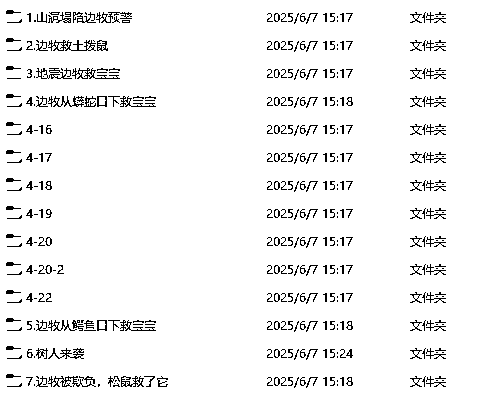 1.山洞塌陷边牧预警 2025/6/7 15:17 文件夹
2.边牧救土拨鼠 2025/6/7 15:17 文件夹
3.地震边牧救宝宝 2025/6/7 15:17 文件夹
4.边牧从蟒蛇口下救宝宝 2025/6/7 15:18 文件夹
4-16 2025/6/7 15:17 文件夹
4-17 2025/6/7 15:17 文件夹
4-18 2025/6/7 15:17 文件夹
4-19 2025/6/7 15:17 文件夹
4-20 2025/6/7 15:17 文件夹
4-20-2 2025/6/7 15:17 文件夹
4-22 2025/6/7 15:17 文件夹
5.边牧从鳄鱼口下救宝宝 2025/6/7 15:18 文件夹
6.树人来袭 2025/6/7 15:24 文件夹
7.边牧被欺负，松鼠救了它 2025/6/7 15:18 文件夹